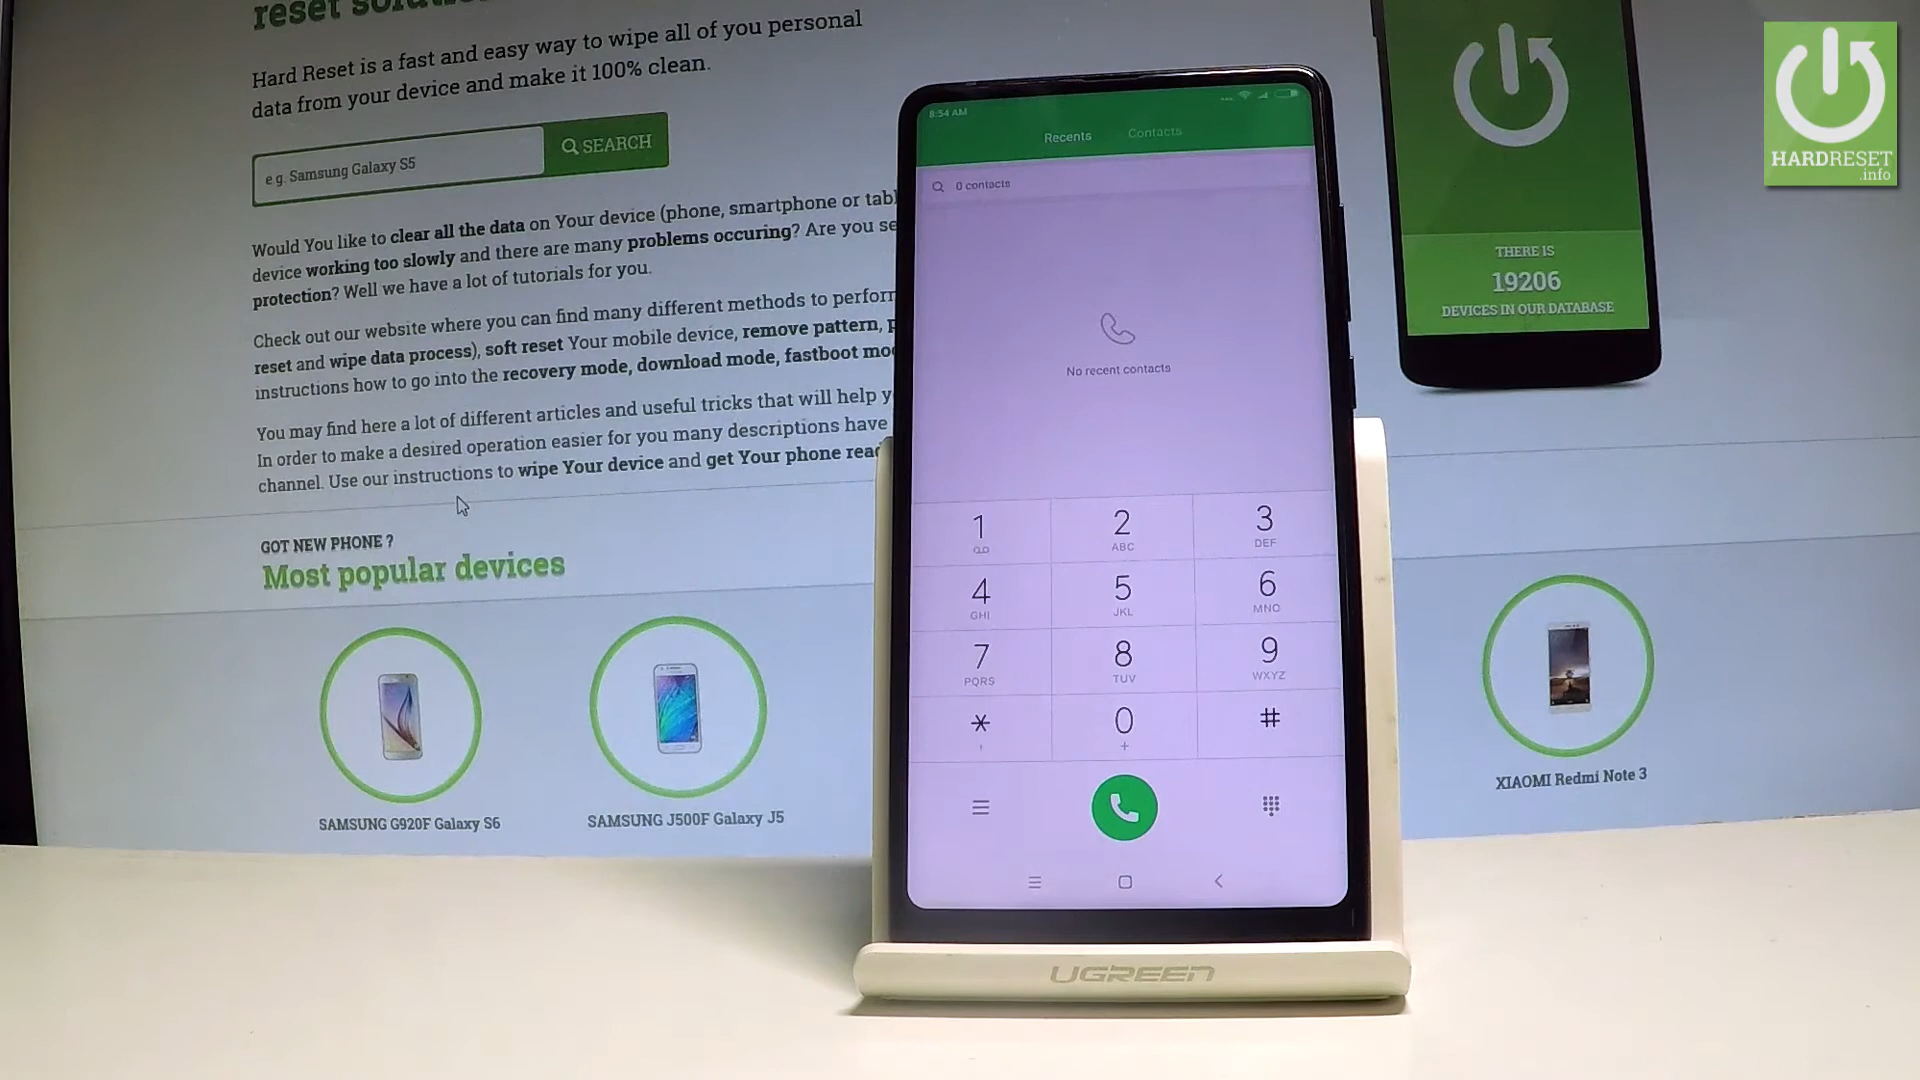 reset
Hard Reset is a fast and easy way to wipe all of you personal
data from your device and make it 100% clean.
e.g. Samsung Galaxy S5
SEARCH
Would You like to clear all the data on Your device (phone, smartphone or
device working too slowly and there are many problems occuring? Are you
protection? Well we have a lot of tutorials for you.
Check out our website where you can find many different methods to
reset and wipe data process), soft reset Your mobile device, remove pattern,
instructions how to go into the recovery mode, download mode, fastboot
You may find here a lot of different articles and useful tricks that will help
In order to make a desired operation easier for you many descriptions have
channel. Use our instructions to wipe Your device and get Your phone
GOT NEW PHONE ?
Most popular devices
SAMSUNG G920F Galaxy S6
SAMSUNG J500F Galaxy J5
XIAOMI Redmi Note 3
THERE IS
19206
DEVICES IN OUR DATABASE
HARDRESET
.info
8:54 AM
Recents
Contacts
0 contacts
No recent contacts
1
2 ABC
3 DEF
4 GHI
5 JKL
6 MNO
7 PQRS
8 TUV
9 WXYZ
* ,
0 +
#
UGREEN